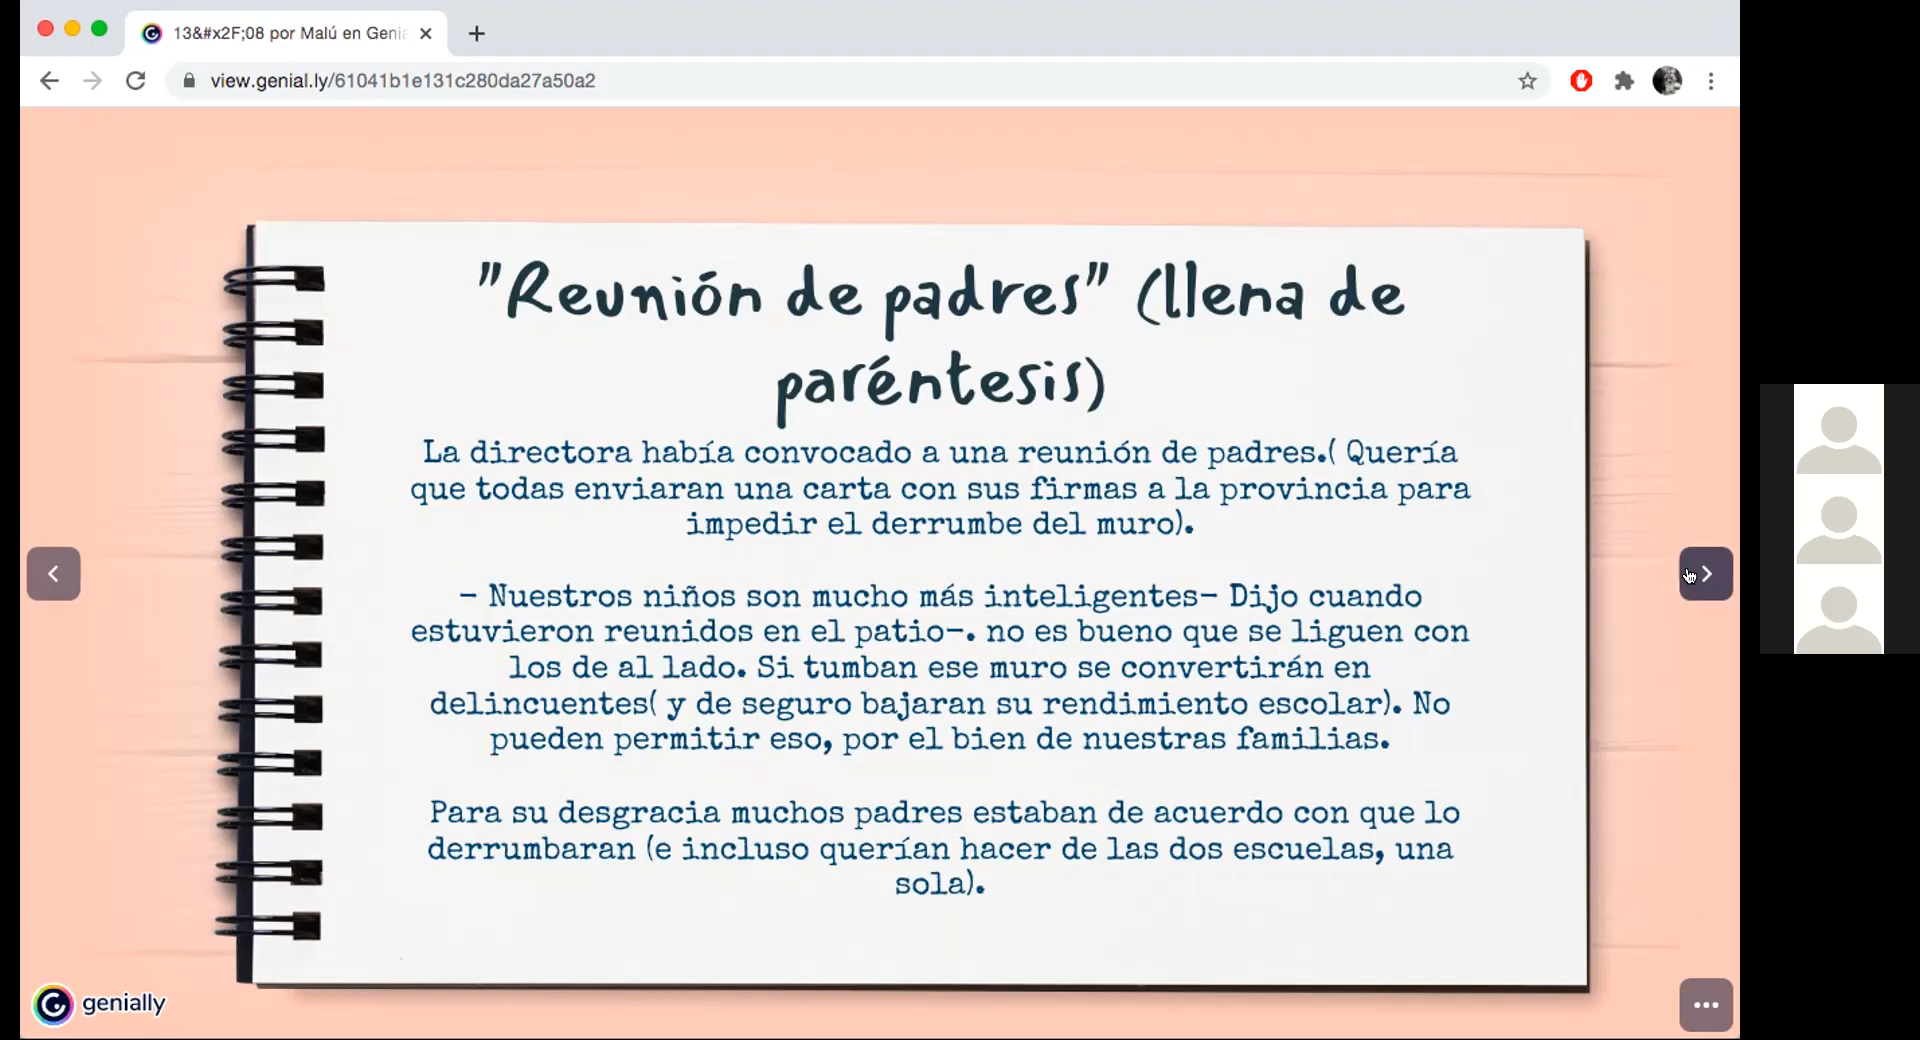 13&#x2F;08 por Malú en Genia
view.genial.ly/61041b1e131c280da27a50a2
"Reunión de padres" (llena de
paréntesis)
La directora había convocado a una reunión de padres.( Quería
que todas enviaran una carta con sus firmas a la provincia para
impedir el derrumbe del muro).
- Nuestros niños son mucho más inteligentes- Dijo cuando
estuvieron reunidos en el patio-. no es bueno que se liguen con
los de al lado. Si tumban ese muro se convertirán en
delincuentes( y de seguro bajaran su rendimiento escolar). No
pueden permitir eso, por el bien de nuestras familias.
Para su desgracia muchos padres estaban de acuerdo con que lo
derrumbaran (e incluso querían hacer de las dos escuelas, una
sola).
genially